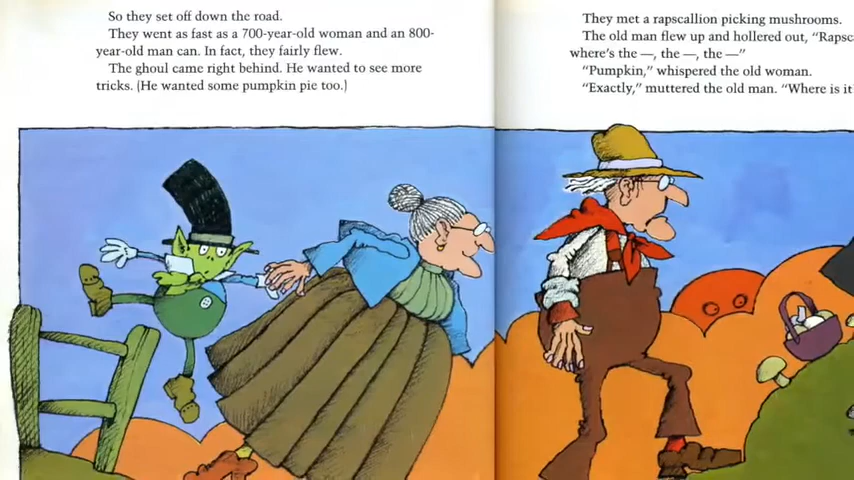 So they set off down the road.
They went as fast as a 700-year-old woman and an 800-
year-old man can. In fact, they fairly flew.
The ghoul came right behind. He wanted to see more
tricks. (He wanted some pumpkin pie too.)
They met a rapscallion picking mushrooms.
The old man flew up and hollered out, “Rapsc
where’s the —, the —, the —”
“Pumpkin,” whispered the old woman.
“Exactly,” muttered the old man. “Where is it